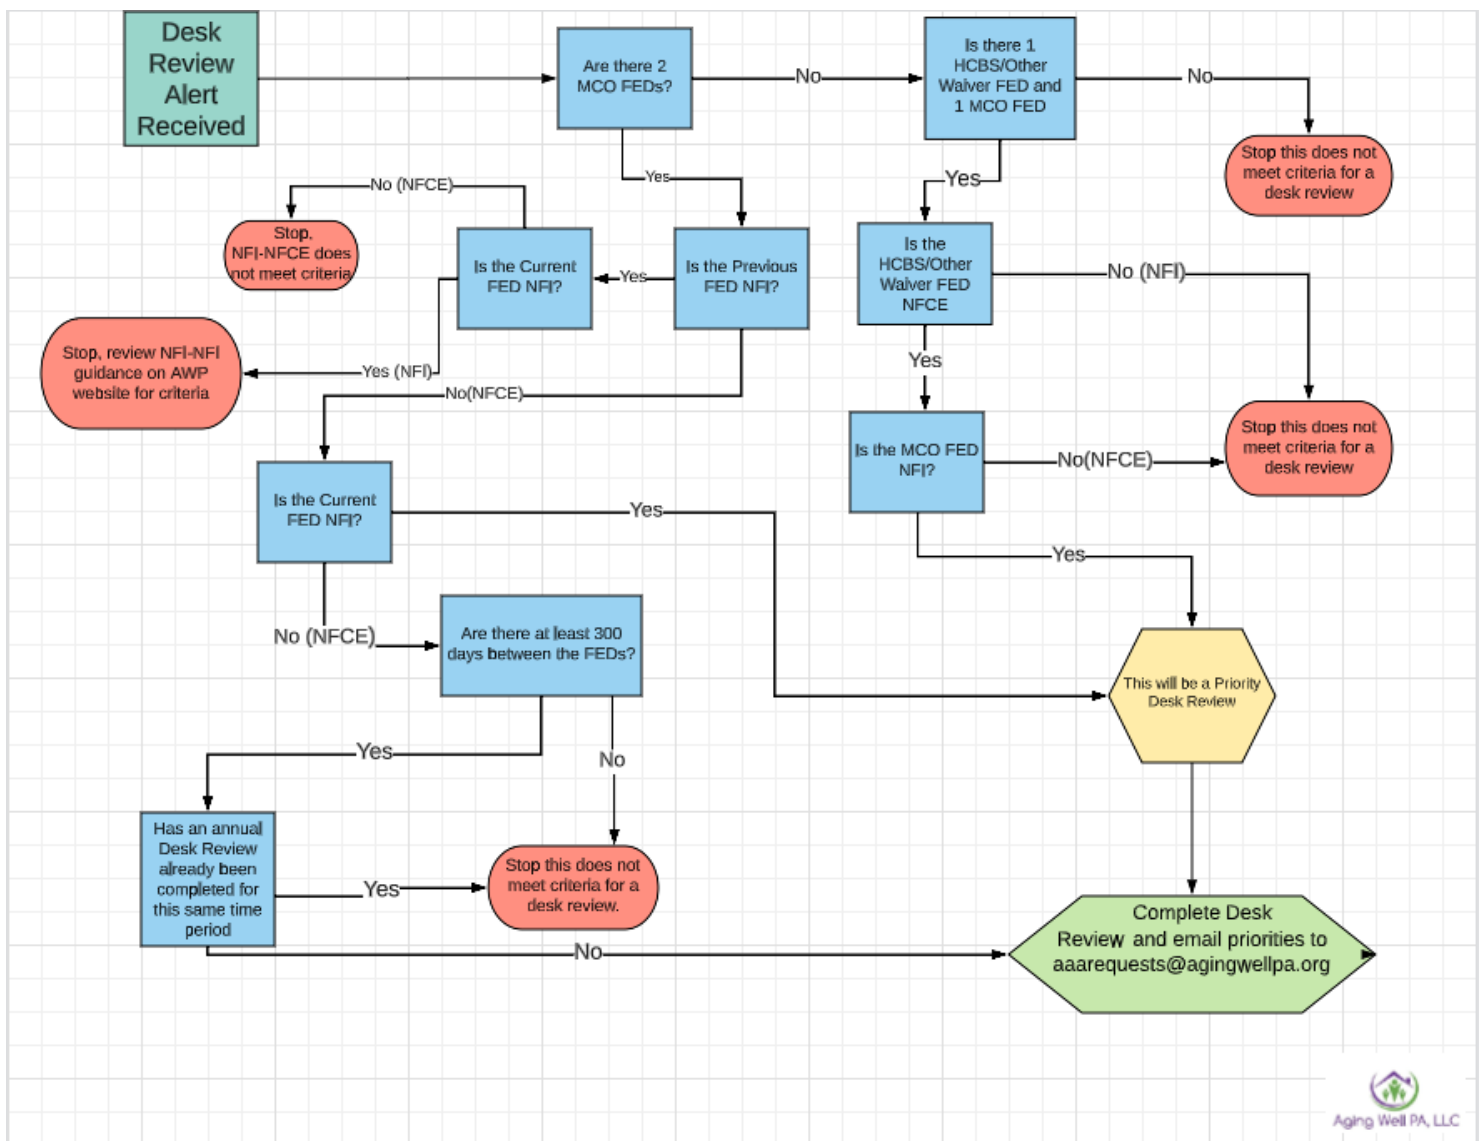 Desk
Review
Alert
Received
Are there 2
MCO FEDs?
No
Is there 1
HCBS/Other
Waiver FED and
1 MCO FED
No
Stop this does not
meet criteria for a
desk review
Yes
Yes
No (NFCE)
Stop,
NFI-NFCE does
not meet criteria
Is the Current
FED NFI?
Yes
Is the Previous
FED NFI?
Is the
HCBS/Other
Waiver FED
NFCE
No (NFI)
Stop, review NFI-NFI
guidance on AWP
website for criteria
Yes (NFI)
No(NFCE)
Yes
Is the MCO FED
NFI?
No(NFCE)
Stop this does not
meet criteria for a
desk review
Is the Current
FED NFI?
Yes
Yes
No (NFCE)
Are there at least 300
days between the FEDs?
This will be a Priority
Desk Review
Yes
No
Has an annual
Desk Review
already been
completed for
this same time
period
Yes
Stop this does not
meet criteria for a
desk review.
No
Complete Desk
Review and email priorities to
aaarequests@agingwellpa.org
Aging Well PA, LLC